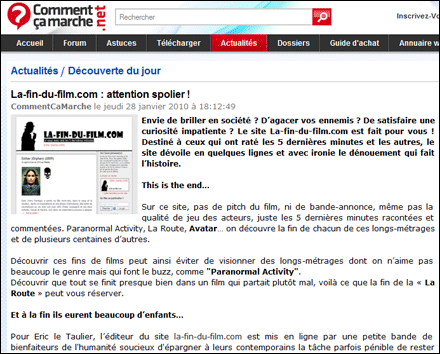 Comment
ça marche.net
Rechercher
Inscrivez-V
Accueil Forum Astuces Télécharger Actualités Dossiers Guide d'achat Annuaire w
Actualités / Découverte du jour
La-fin-du-film.com : attention spolier !
CommentCaMarche le jeudi 28 janvier 2010 à 18:12:49
LA-FIN-DU-FILM.COM
Envie de briller en société ? D'agacer vos ennemis ? De satisfaire une
curiosité impatiente ? Le site La-fin-du-film.com est fait pour vous !
Destiné à ceux qui ont raté les 5 dernières minutes et les autres, le
site dévoile en quelques lignes et avec ironie le dénouement qui fait
l'histoire.
This is the end...
Sur ce site, pas de pitch du film, ni de bande-annonce, même pas la
qualité de jeu des acteurs, juste les 5 dernières minutes racontées et
commentées. Paranormal Activity, La Route, Avatar... on découvre la fin de chacun de ces longs-métrages
et de plusieurs centaines d'autres.
Découvrir ces fins de films peut ainsi éviter de visionner des longs-métrages dont on n'aime pas
beaucoup le genre mais qui font le buzz, comme "Paranormal Activity".
Découvrir que tout se finit presque bien dans un film qui partait plutôt mal, voilà ce que la fin de la « La
Route » peut vous réserver.
Et à la fin ils eurent beaucoup d'enfants...
Pour Eric le Taulier, l'éditeur du site la-fin-du-film.com est mis en ligne par une petite bande de
bienfaiteurs de l'humanité soucieux d'épargner à leurs contemporains la tâche parfois pénible de rester